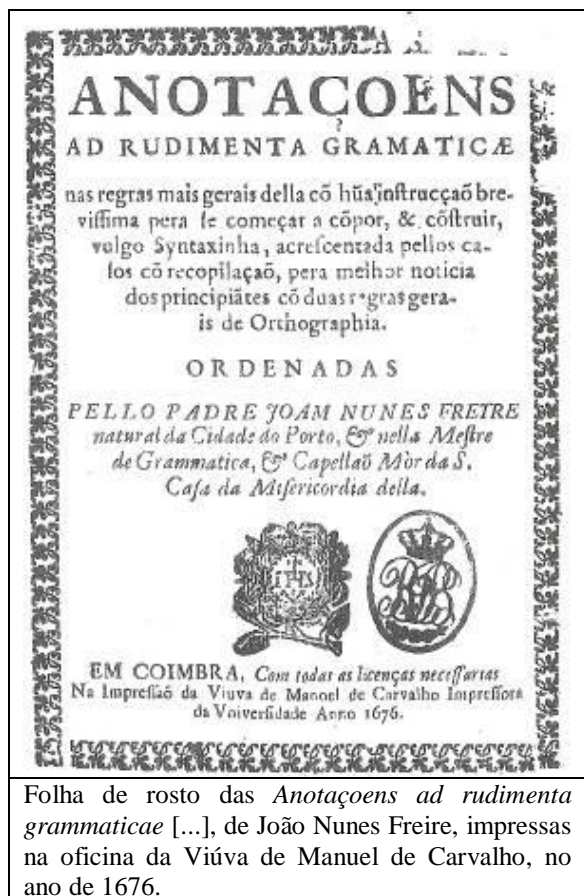 ANOTAÇOENS
AD RUDIMENTA GRAMATICÆ
nas regras mais gerais della cõ hũa inſtrucçaõ bre-
viſſima pera ſe começar a cõpor, & cõſtruir,
vulgo Syntaxinha, acreſcentada pellos ca-
ſos cõ recopilaçaõ, pera melhor noticia
dos principiãtes cõ duas regras gera-
is de Orthographia.
ORDENADAS
PELLO PADRE JOAM NUNES FREIRE
natural da Cidade do Porto, & nella Meſtre
de Grammatica, & Capellaõ Mòr da S.
Caſa da Miſericordia della.
IHS
EM COIMBRA, Com todas as licenças neceſſarias
Na Impreſſaõ da Viuva de Manoel de Carvalho Impreſſora
da Vniverſidade Anno 1676.
Folha de rosto das Anotaçoens ad rudimenta
grammaticae [...], de João Nunes Freire, impressas
na oficina da Viúva de Manuel de Carvalho, no
ano de 1676.